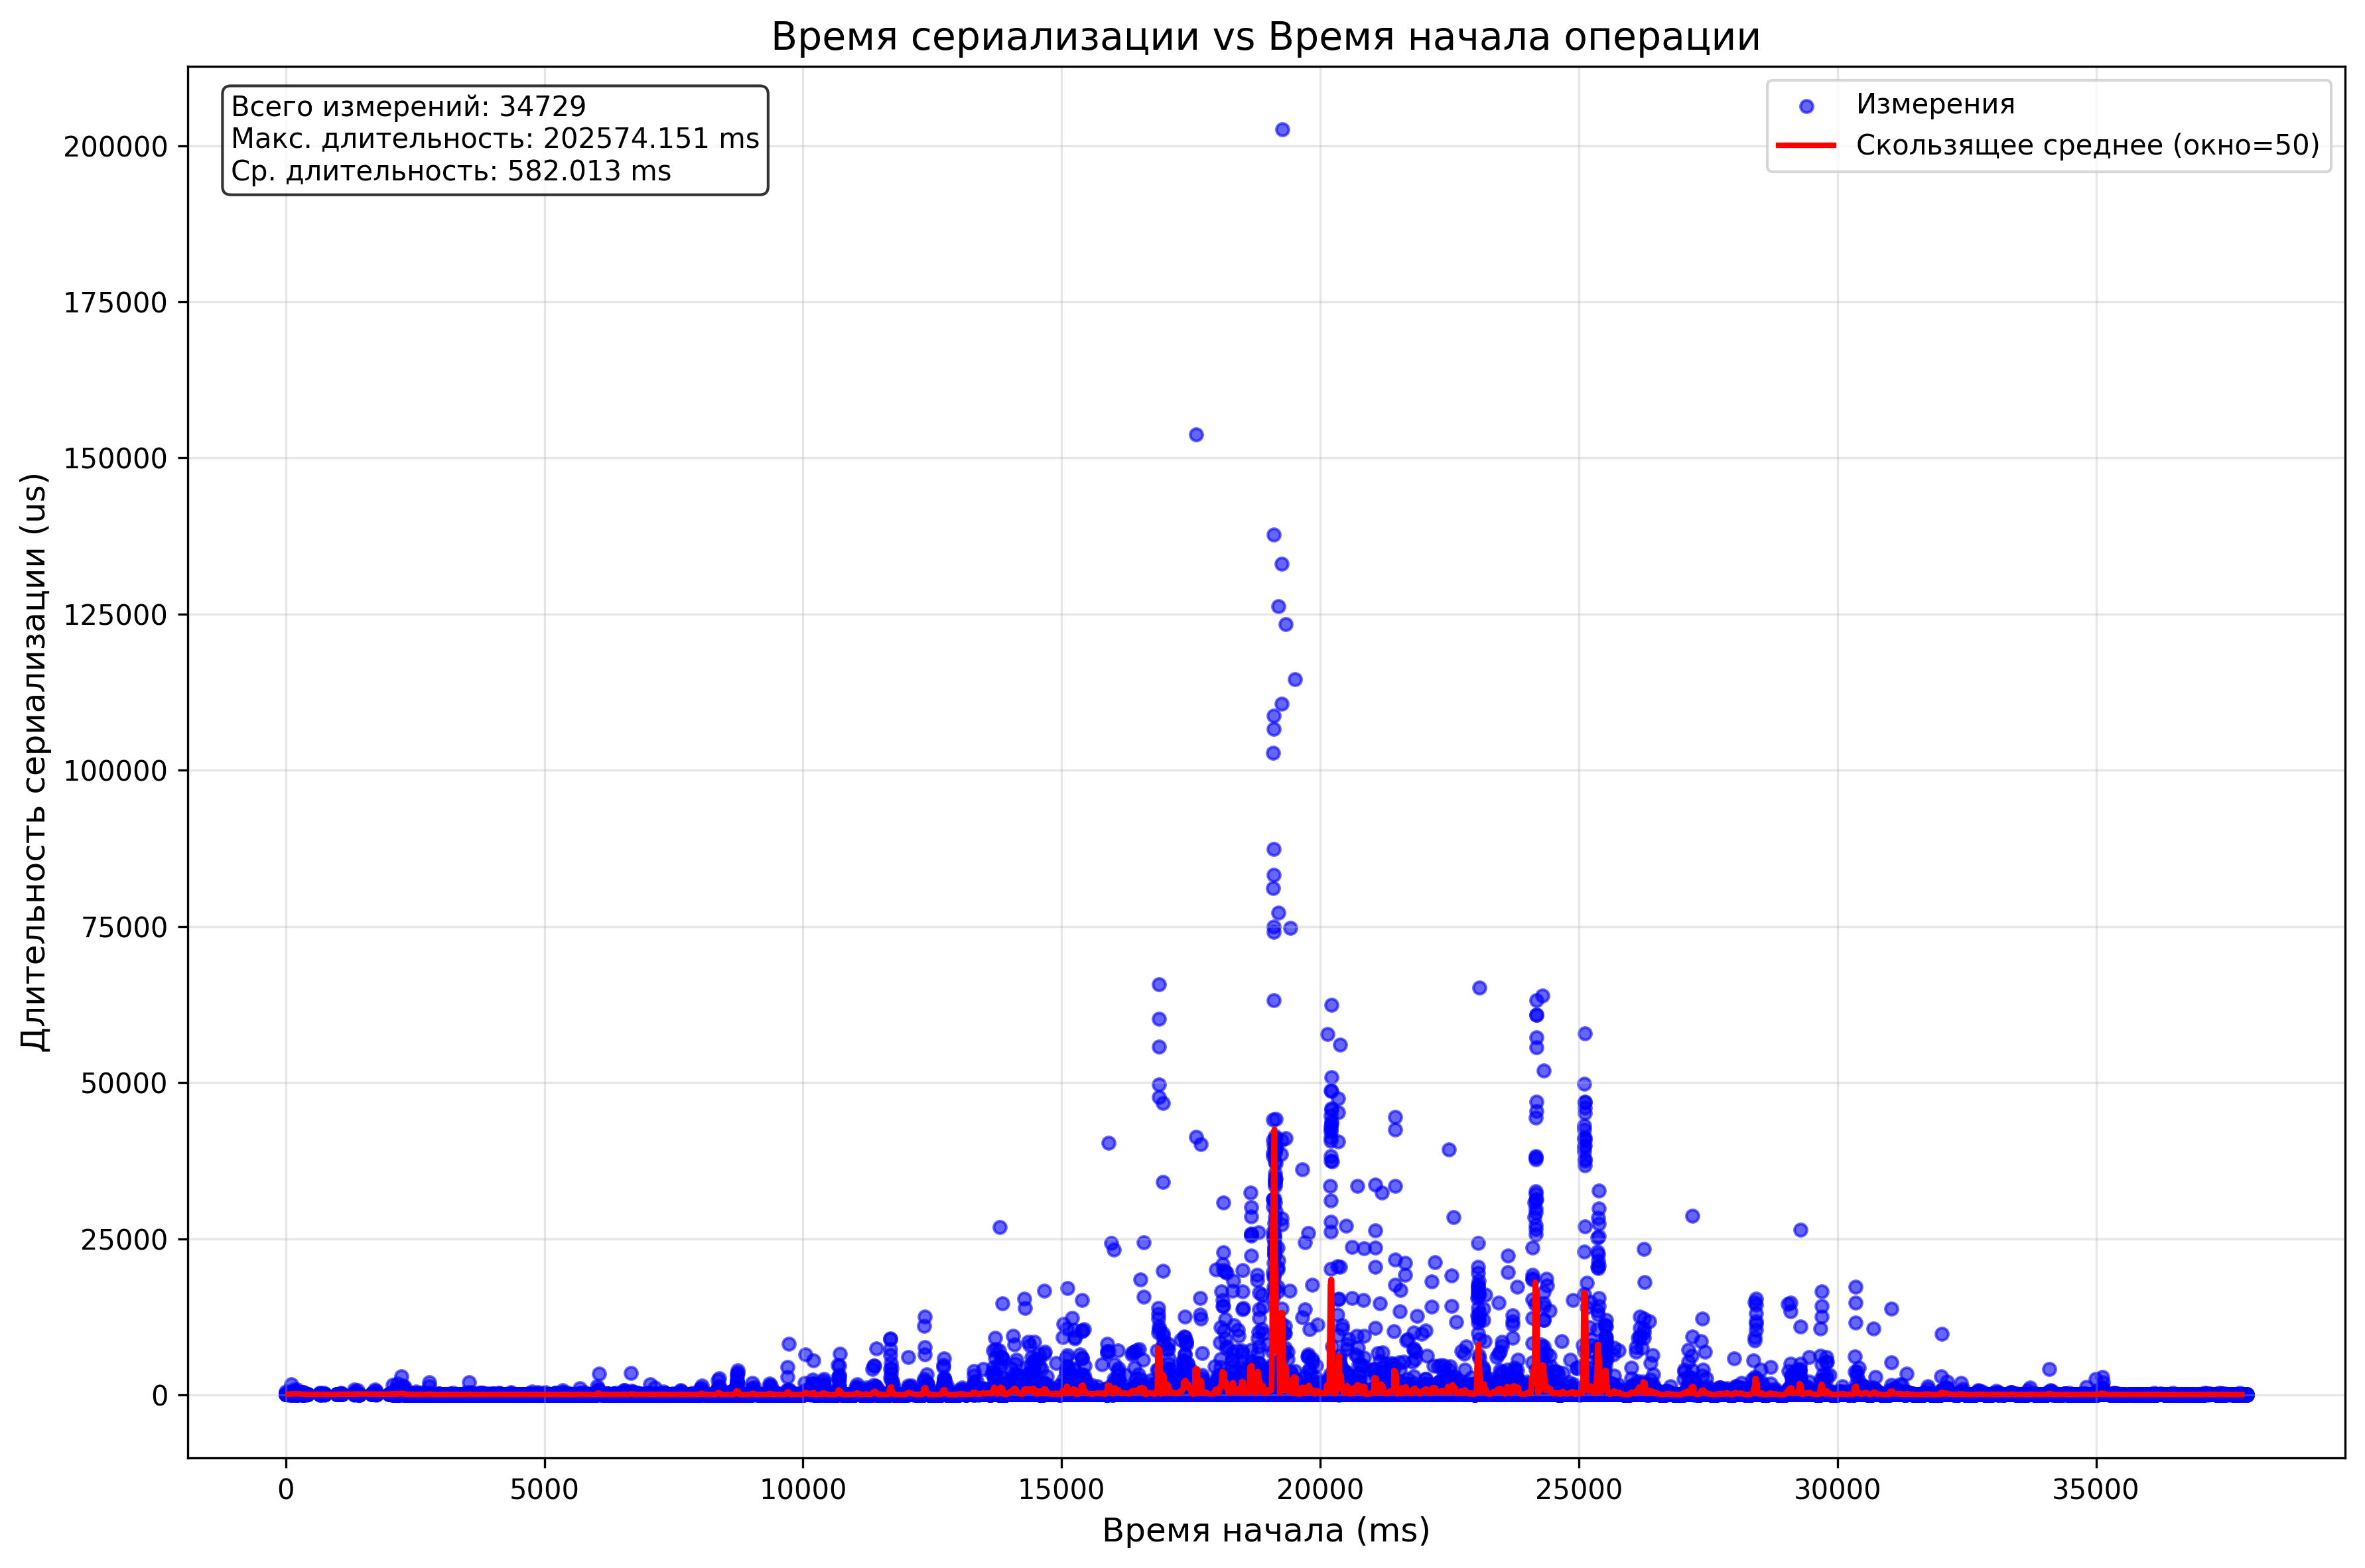 Время сериализации vs Время начала операции
Всего измерений: 34729
Макс. длительность: 202574.151 ms
Ср. длительность: 582.013 ms
Измерения
Скользящее среднее (окно=50)
Длительность сериализации (us)
200000
175000
150000
125000
100000
75000
50000
25000
0
0 5000 10000 15000 20000 25000 30000 35000
Время начала (ms)